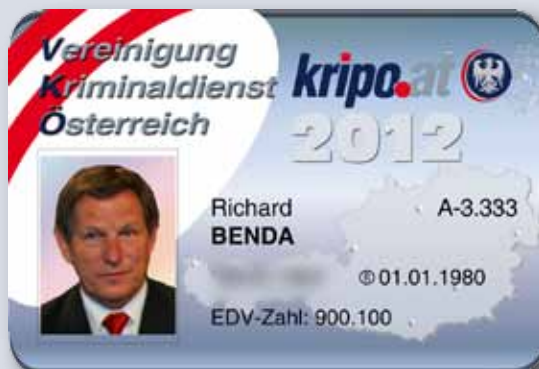 Vereinigung
Kriminaldienst
Österreich
kripo.at
2012
Richard A-3.333
BENDA
® 01.01.1980
EDV-Zahl: 900.100